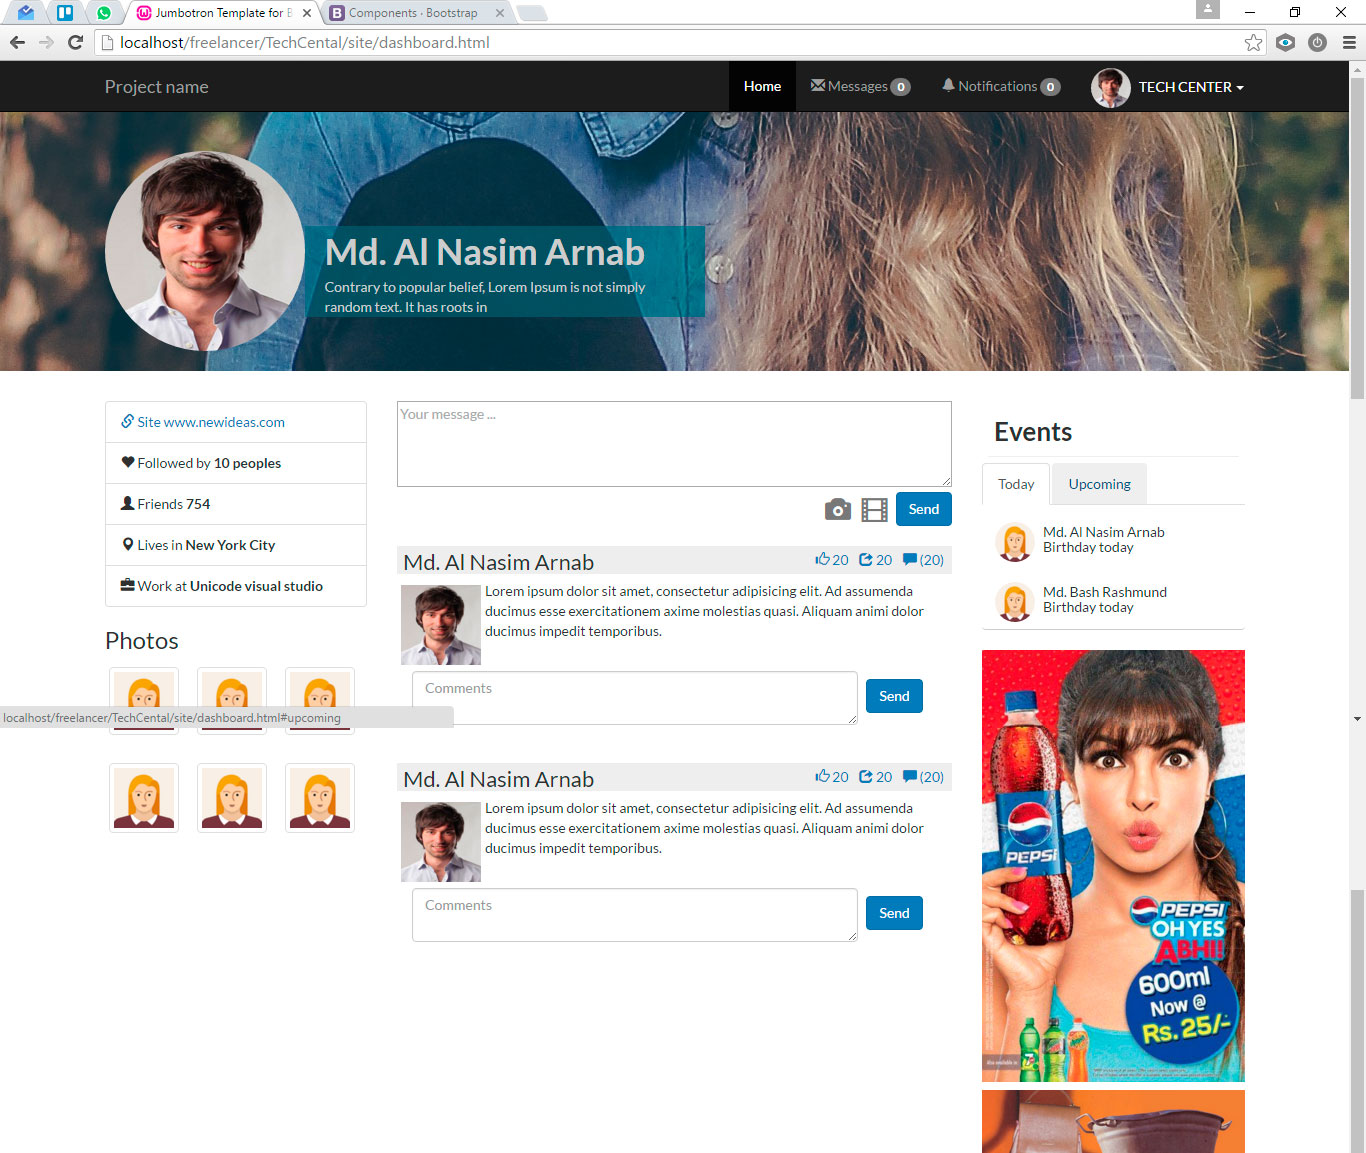 Jumbotron Template for B
Components · Bootstrap
localhost/freelancer/TechCental/site/dashboard.html
Project name
Home
Messages 0
Notifications 0
TECH CENTER
Md. Al Nasim Arnab
Contrary to popular belief, Lorem Ipsum is not simply
random text. It has roots in
Site www.newideas.com
Followed by 10 peoples
Friends 754
Lives in New York City
Work at Unicode visual studio
Photos
localhost/freelancer/TechCental/site/dashboard.html#upcoming
Your message ...
Send
Md. Al Nasim Arnab
20 20 (20)
Lorem ipsum dolor sit amet, consectetur adipisicing elit. Ad assumenda
ducimus esse exercitationem axime molestias quasi. Aliquam animi dolor
ducimus impedit temporibus.
Comments
Send
Md. Al Nasim Arnab
20 20 (20)
Lorem ipsum dolor sit amet, consectetur adipisicing elit. Ad assumenda
ducimus esse exercitationem axime molestias quasi. Aliquam animi dolor
ducimus impedit temporibus.
Comments
Send
Events
Today Upcoming
Md. Al Nasim Arnab
Birthday today
Md. Bash Rashmund
Birthday today
PEPSI
PEPSI
OH YES
ABHI!
600ml
Now @
Rs. 25/-